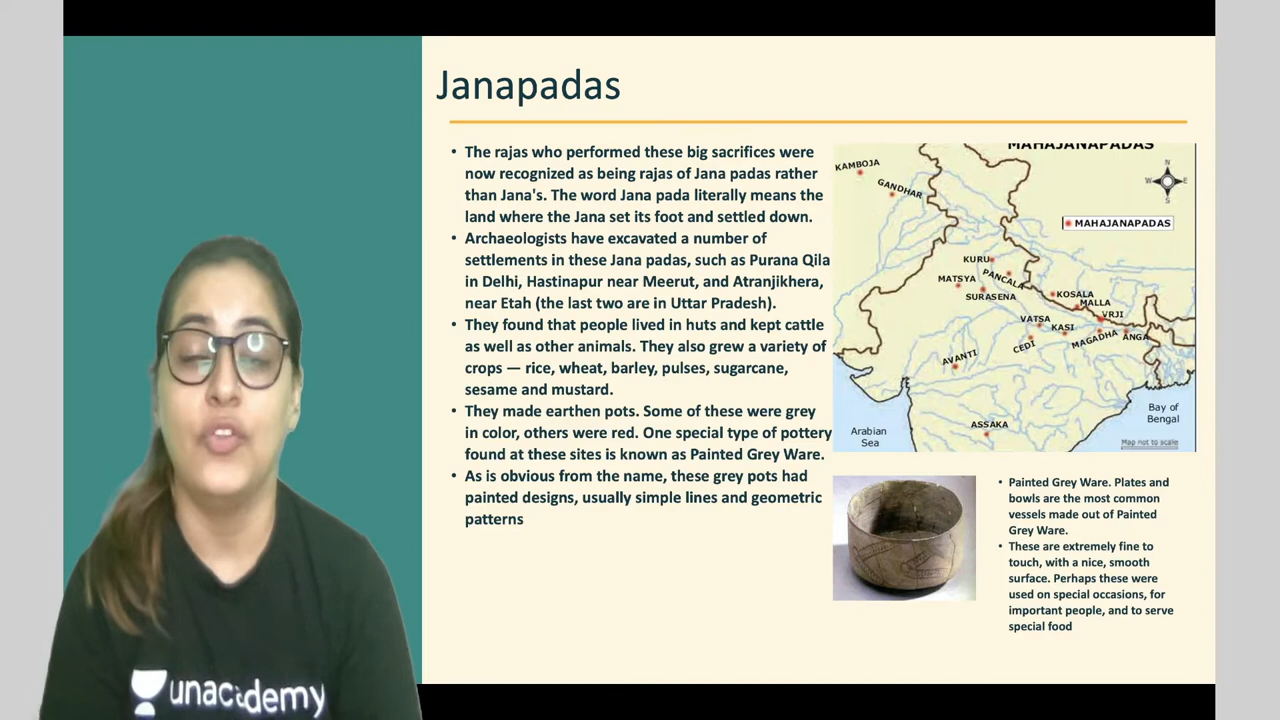 Janapadas
• The rajas who performed these big sacrifices were
now recognized as being rajas of Jana padas rather
than Jana's. The word Jana pada literally means the
land where the Jana set its foot and settled down.
• Archaeologists have excavated a number of
settlements in these Jana padas, such as Purana Qila
in Delhi, Hastinapur near Meerut, and Atranjikhera,
near Etah (the last two are in Uttar Pradesh).
• They found that people lived in huts and kept cattle
as well as other animals. They also grew a variety of
crops — rice, wheat, barley, pulses, sugarcane,
sesame and mustard.
• They made earthen pots. Some of these were grey
in color, others were red. One special type of pottery
found at these sites is known as Painted Grey Ware.
• As is obvious from the name, these grey pots had
painted designs, usually simple lines and geometric
patterns
MAHAJANAPADAS
N
W E
S
MAHAJANAPADAS
KAMBOJA
GANDHAR
KURU
MATSYA
PANCALA
SURASENA
KOSALA
MALLA
VRJI
VATSA
KASI
CEDI
MAGADHA
ANGA
AVANTI
ASSAKA
Arabian
Sea
Bay of
Bengal
Map not to scale
• Painted Grey Ware. Plates and
bowls are the most common
vessels made out of Painted
Grey Ware.
• These are extremely fine to
touch, with a nice, smooth
surface. Perhaps these were
used on special occasions, for
important people, and to serve
special food
unacademy